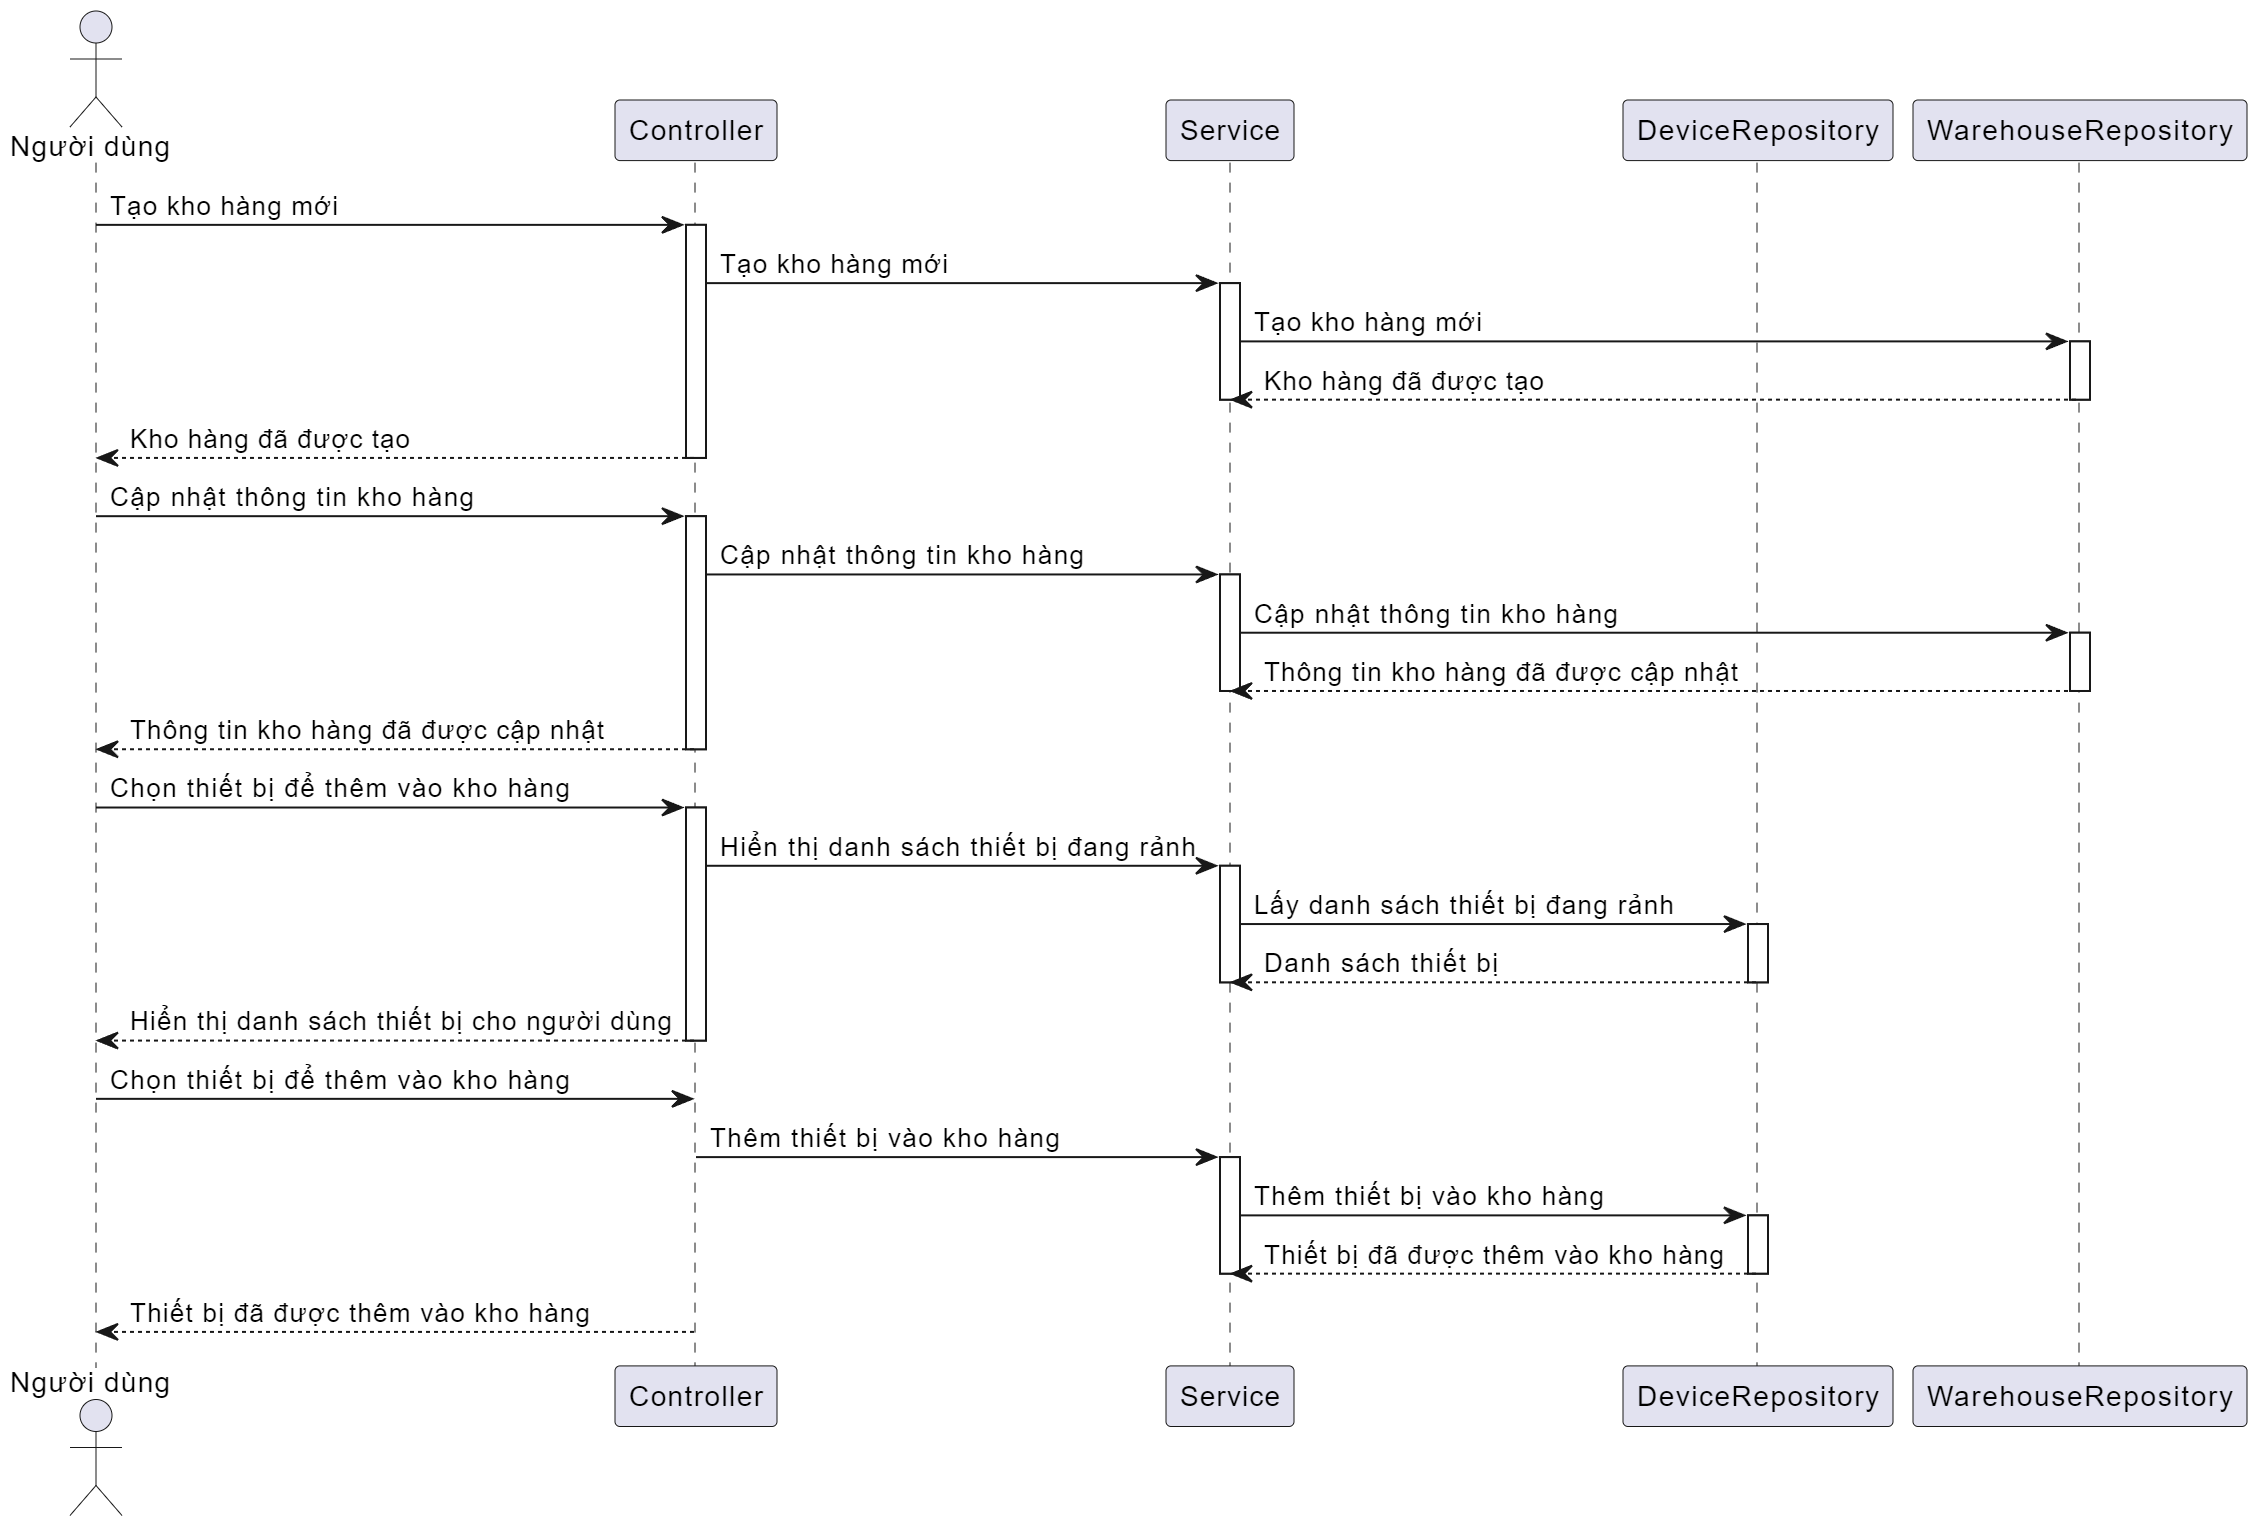 Người dùng
Controller
Service
DeviceRepository
WarehouseRepository
Tạo kho hàng mới
Tạo kho hàng mới
Tạo kho hàng mới
Kho hàng đã được tạo
Kho hàng đã được tạo
Cập nhật thông tin kho hàng
Cập nhật thông tin kho hàng
Cập nhật thông tin kho hàng
Thông tin kho hàng đã được cập nhật
Thông tin kho hàng đã được cập nhật
Chọn thiết bị để thêm vào kho hàng
Hiển thị danh sách thiết bị đang rảnh
Lấy danh sách thiết bị đang rảnh
Danh sách thiết bị
Hiển thị danh sách thiết bị cho người dùng
Chọn thiết bị để thêm vào kho hàng
Thêm thiết bị vào kho hàng
Thêm thiết bị vào kho hàng
Thiết bị đã được thêm vào kho hàng
Thiết bị đã được thêm vào kho hàng
Người dùng
Controller
Service
DeviceRepository
WarehouseRepository